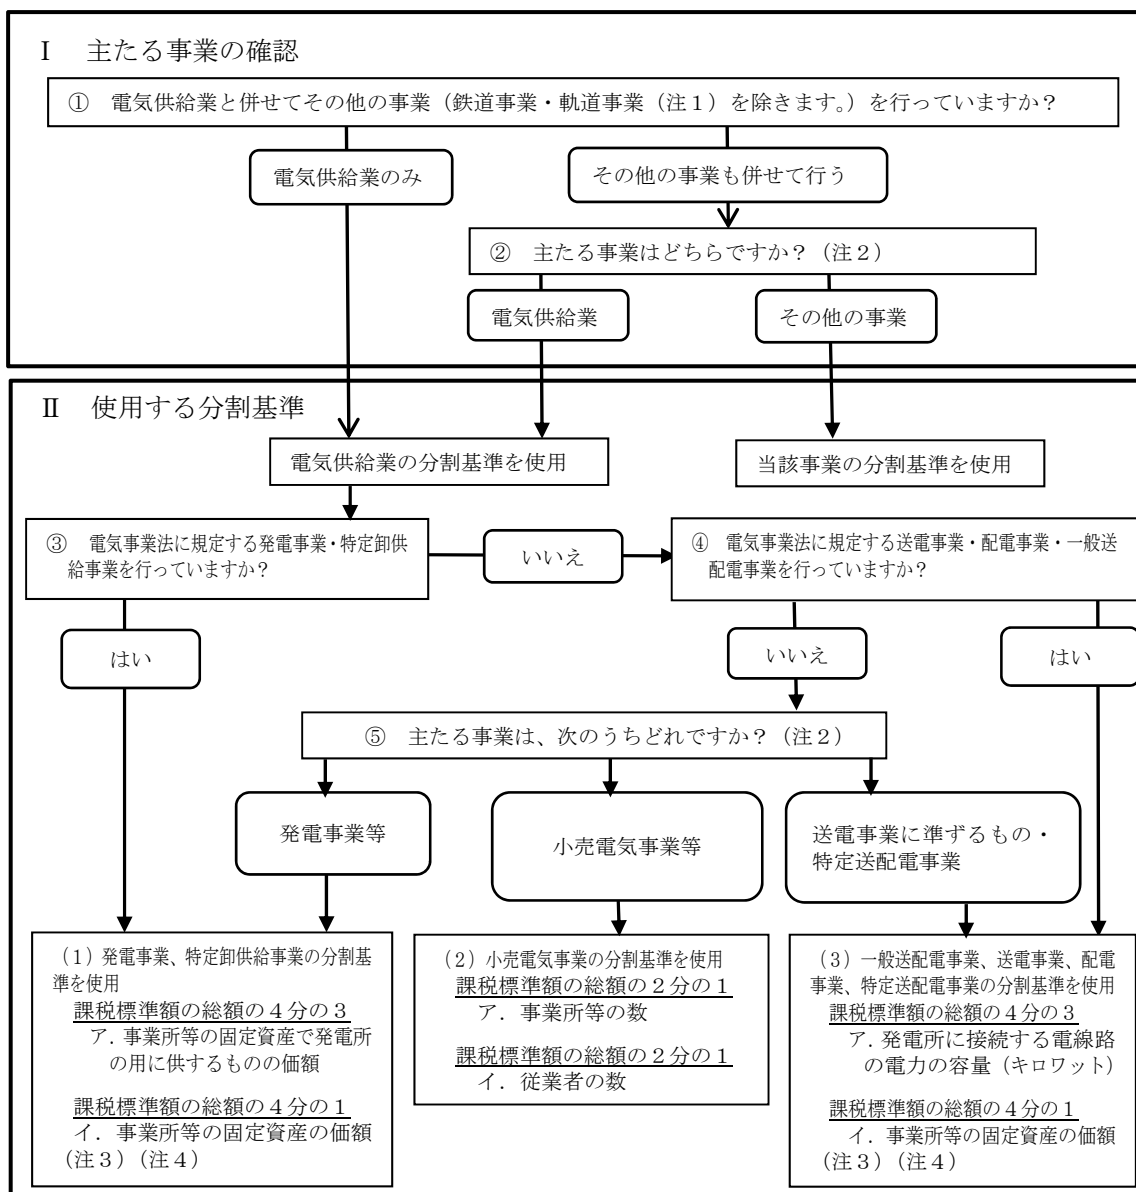 Ⅰ　主たる事業の確認
①　電気供給業と併せてその他の事業（鉄道事業・軌道事業（注１）を除きます。）を行っていますか？
電気供給業のみ
その他の事業も併せて行う
②　主たる事業はどちらですか？（注２）
電気供給業
その他の事業
Ⅱ　使用する分割基準
電気供給業の分割基準を使用
当該事業の分割基準を使用
③　電気事業法に規定する発電事業・特定卸供
給事業を行っていますか？
いいえ
④　電気事業法に規定する送電事業・配電事業・一般送
配電事業を行っていますか？
はい
いいえ
はい
⑤　主たる事業は、次のうちどれですか？（注２）
発電事業等
小売電気事業等
送電事業に準ずるもの・
特定送配電事業
（１）発電事業、特定卸供給事業の分割基
準を使用
課税標準額の総額の４分の３
ア．事業所等の固定資産で発電所
の用に供するものの価額
課税標準額の総額の４分の１
イ．事業所等の固定資産の価額
（注３）（注４）
（２）小売電気事業の分割基準を使用
課税標準額の総額の２分の１
ア．事業所等の数
課税標準額の総額の２分の１
イ．従業者の数
（３）一般送配電事業、送電事業、配電
事業、特定送配電事業の分割基準を使用
課税標準額の総額の４分の３
ア．発電所に接続する電線路
の電力の容量（キロワット）
課税標準額の総額の４分の１
イ．事業所等の固定資産の価額
（注３）（注４）